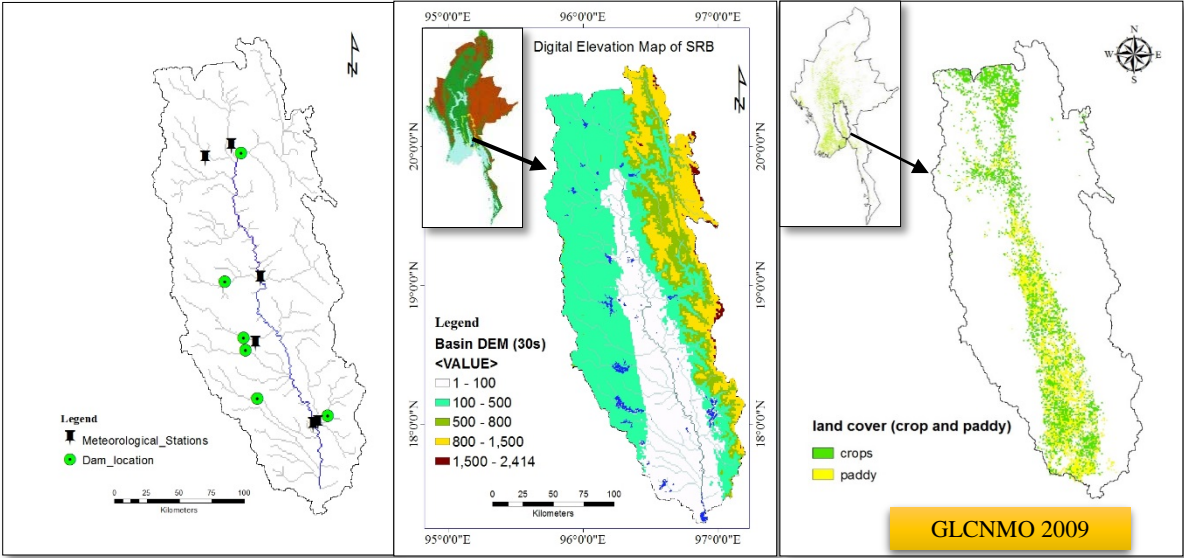 N
Legend
Meteorological_Stations
Dam_location
0 25 50 75 100
Kilometers
95°0'0"E 96°0'0"E 97°0'0"E
Digital Elevation Map of SRB
N
20°0'0"N
19°0'0"N
18°0'0"N
20°0'0"N
19°0'0"N
18°0'0"N
Legend
Basin DEM (30s)
<VALUE>
1 - 100
100 - 500
500 - 800
800 - 1,500
1,500 - 2,414
0 25 50 75 100
Kilometers
95°0'0"E 96°0'0"E 97°0'0"E
N
W E
S
land cover (crop and paddy)
crops
paddy
GLCNMO 2009